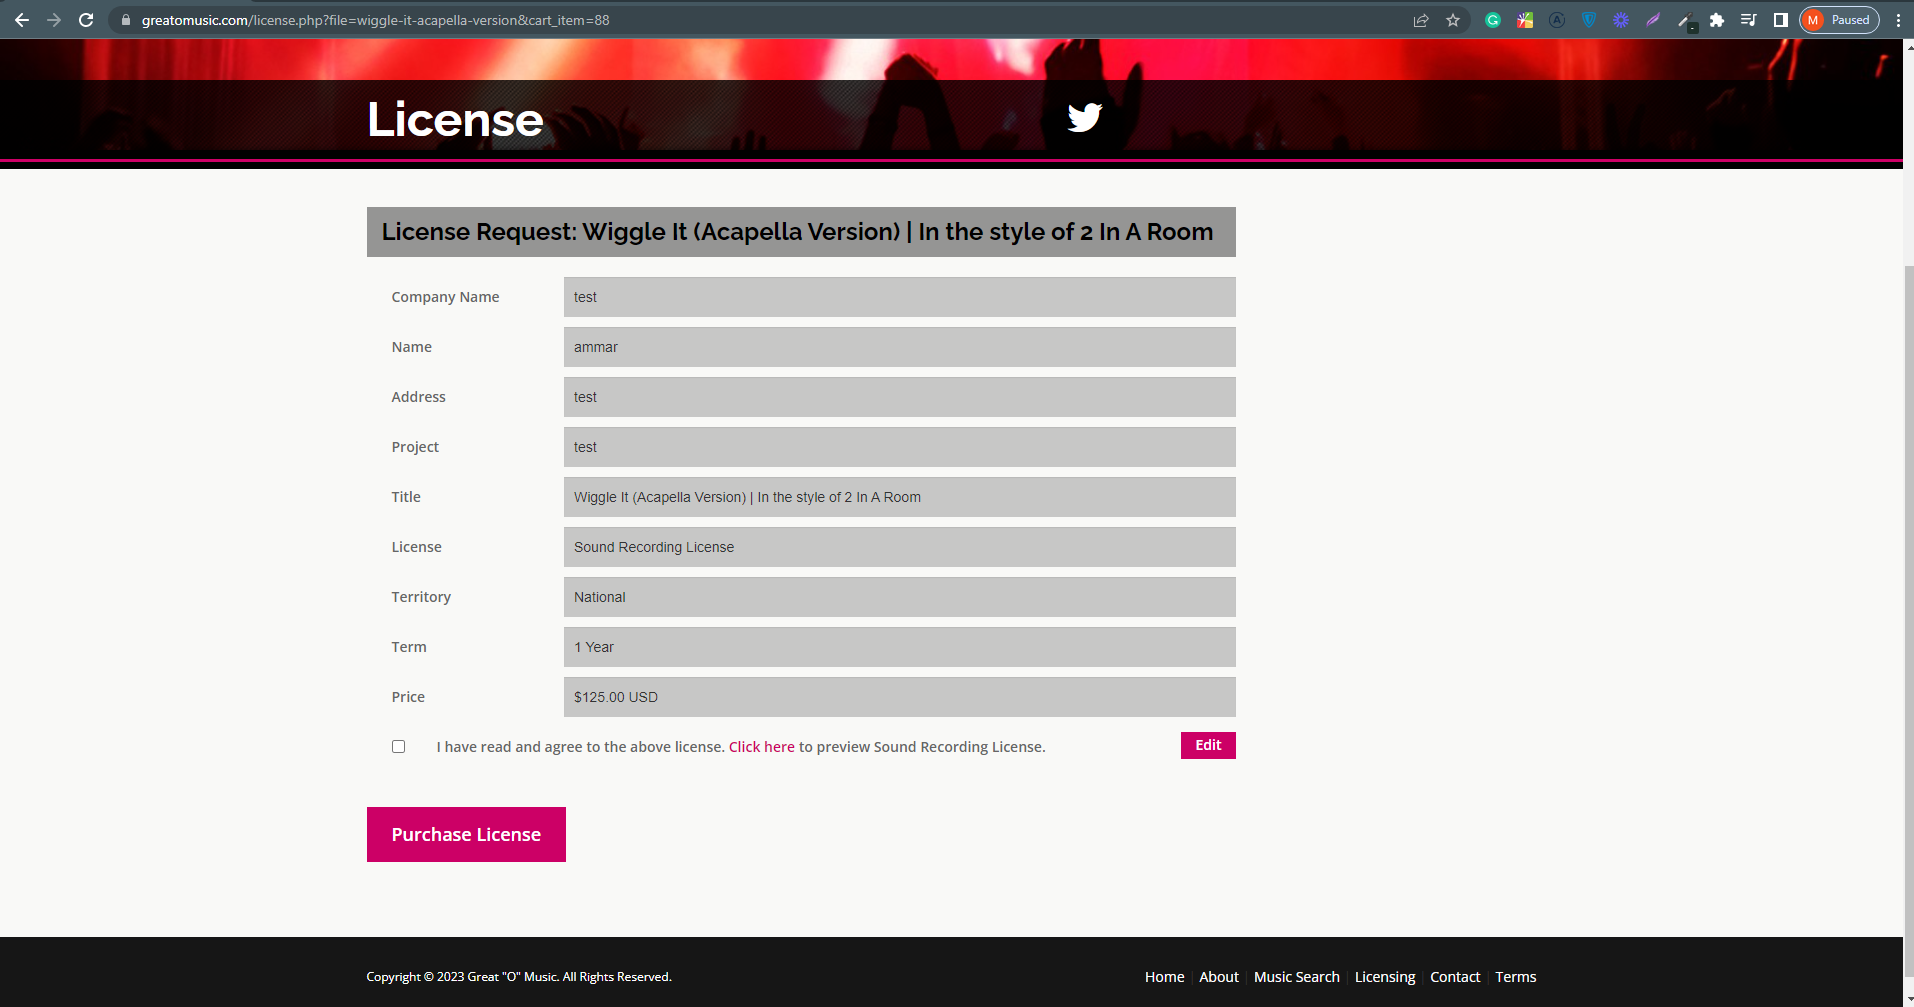 greatomusic.com/license.php?file=wiggle-it-acapella-version&cart_item=88
M Paused
License
License Request: Wiggle It (Acapella Version) | In the style of 2 In A Room
Company Name test
Name ammar
Address test
Project test
Title Wiggle It (Acapella Version) | In the style of 2 In A Room
License Sound Recording License
Territory National
Term 1 Year
Price $125.00 USD
I have read and agree to the above license. Click here to preview Sound Recording License. Edit
Purchase License
Copyright © 2023 Great "O" Music. All Rights Reserved. Home | About | Music Search | Licensing | Contact | Terms